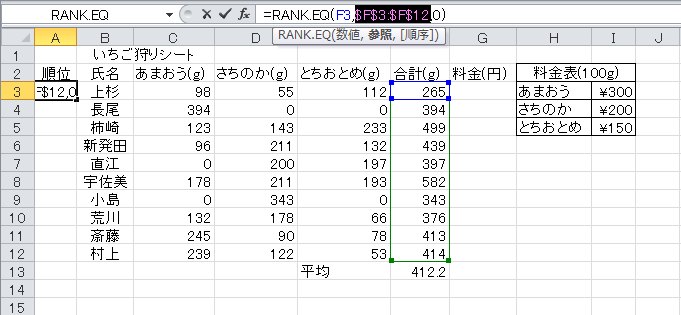 RANK.EQ =RANK.EQ(F3,$F$3:$F$12,0)
RANK.EQ(数値, 参照, [順序])
A B C D E F G H I J
1 いちご狩りシート
2 順位 氏名 あまおう(g) さちのか(g) とちおとめ(g) 合計(g) 料金(円) 料金表(100g)
3 F$12,0 上杉 98 55 112 265 あまおう ¥300
4 長尾 394 0 0 394 さちのか ¥200
5 柿崎 123 143 233 499 とちおとめ ¥150
6 新発田 96 211 132 439
7 直江 0 200 197 397
8 宇佐美 178 211 193 582
9 小島 0 343 0 343
10 荒川 132 178 66 376
11 斎藤 245 90 78 413
12 村上 239 122 53 414
13 平均 412.2
14
15